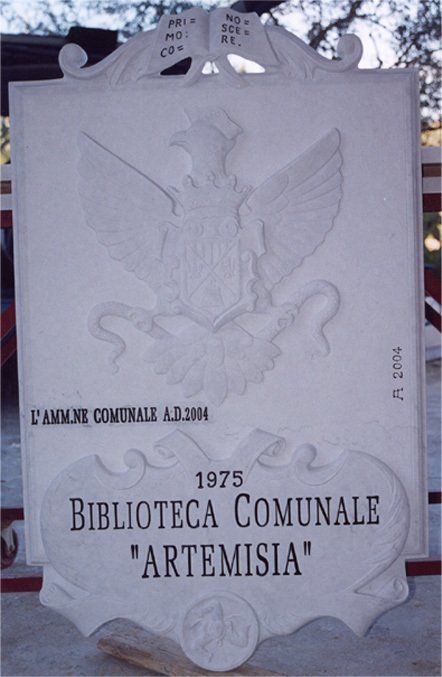 PRI= NO=
MO: SCE=
CO= RE.
A 2004
L'AMM.NE COMUNALE A.D.2004
1975
BIBLIOTECA COMUNALE
"ARTEMISIA"